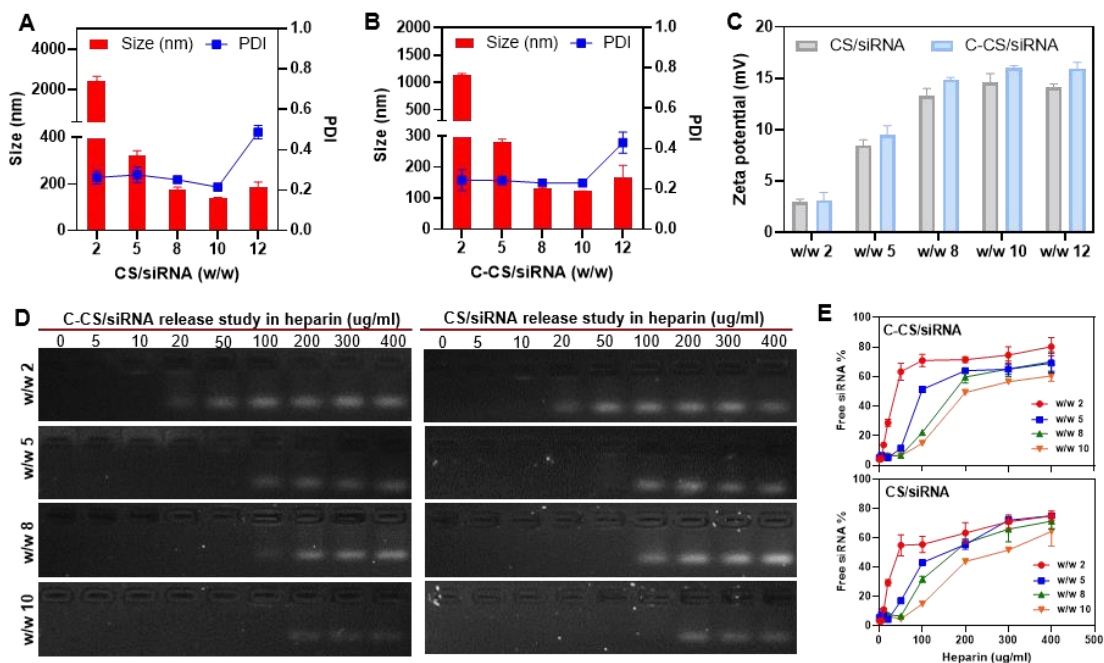 A
Size (nm)
PDI
4000
3000
2000
1000
400
200
0
Size (nm)
1.0
0.8
0.6
0.4
0.2
0.0
PDI
2 5 8 10 12
CS/siRNA (w/w)
B
Size (nm)
PDI
2000
1500
1000
500
300
200
100
0
Size (nm)
1.0
0.8
0.6
0.4
0.2
0.0
PDI
2 5 8 10 12
C-CS/siRNA (w/w)
C
CS/siRNA
C-CS/siRNA
20
15
10
5
0
Zeta potential (mV)
w/w 2 w/w 5 w/w 8 w/w 10 w/w 12
D
C-CS/siRNA release study in heparin (ug/ml)
0 5 10 20 50 100 200 300 400
CS/siRNA release study in heparin (ug/ml)
0 5 10 20 50 100 200 300 400
w/w 2
w/w 5
w/w 8
w/w 10
E
C-CS/siRNA
100
80
60
40
20
0
Free siRNA %
w/w 2
w/w 5
w/w 8
w/w 10
CS/siRNA
100
80
60
40
20
0
Free siRNA %
w/w 2
w/w 5
w/w 8
w/w 10
0 100 200 300 400 500
Heparin (ug/ml)